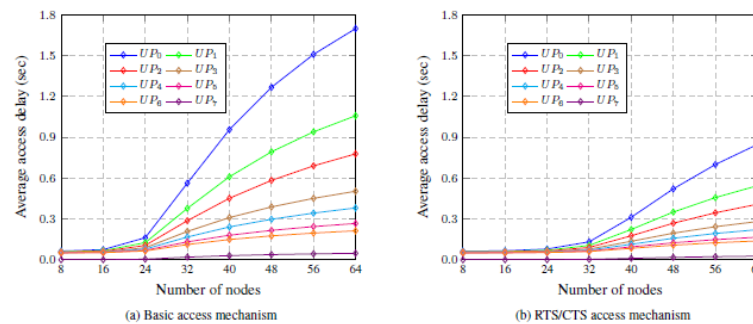 1.8
1.5
1.2
0.9
0.6
0.3
0.0
Average access delay (sec)
UP0 UP1
UP2 UP3
UP4 UP5
UP6 UP7
8 16 24 32 40 48 56 64
Number of nodes
(a) Basic access mechanism
1.8
1.5
1.2
0.9
0.6
0.3
0.0
Average access delay (sec)
UP0 UP1
UP2 UP3
UP4 UP5
UP6 UP7
8 16 24 32 40 48 56
Number of nodes
(b) RTS/CTS access mechanism